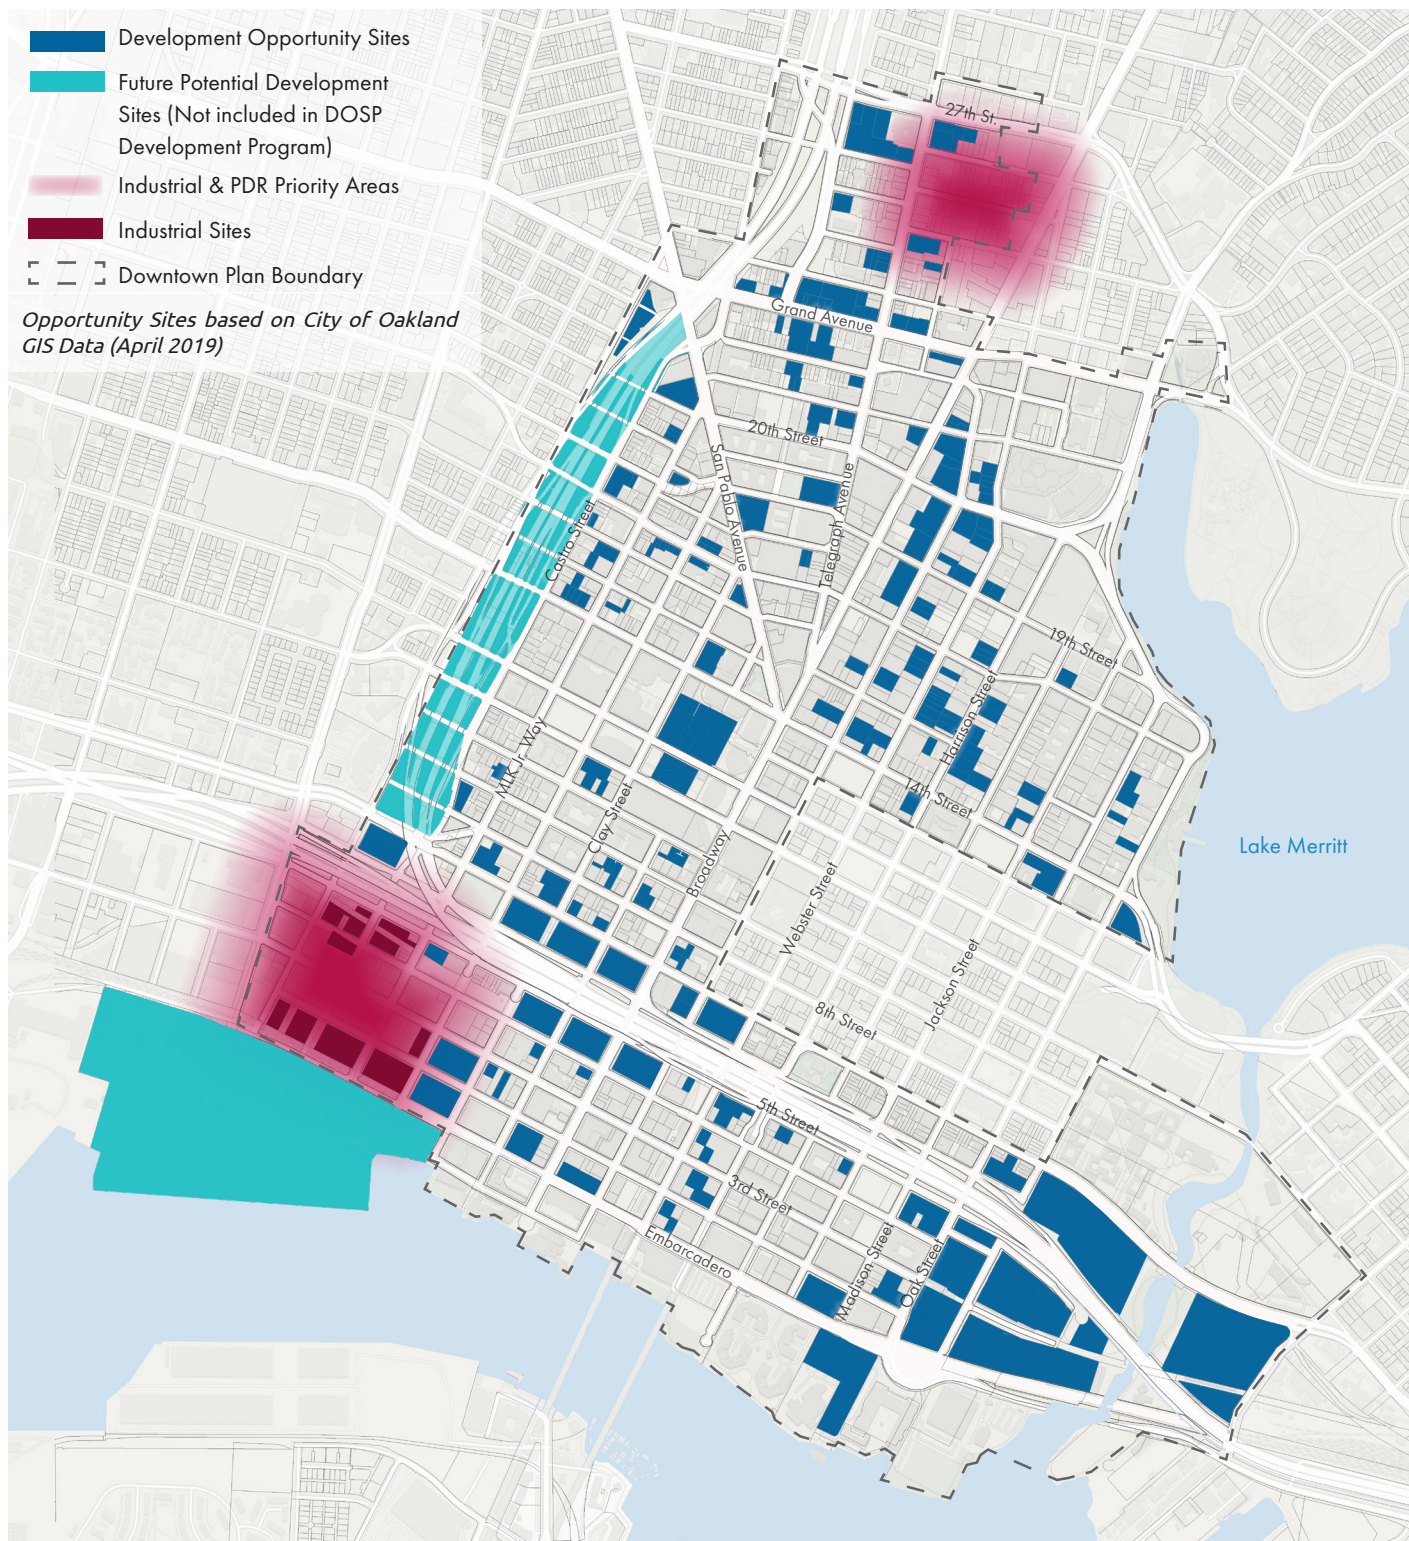 Development Opportunity Sites
Future Potential Development
Sites (Not included in DOSP
Development Program)
Industrial & PDR Priority Areas
Industrial Sites
Downtown Plan Boundary
Opportunity Sites based on City of Oakland
GIS Data (April 2019)
27th St.
Grand Avenue
20th Street
San Pablo Avenue
Telegraph Avenue
Castro Street
19th Street
Harrison Street
MLK Jr. Way
14th Street
Clay Street
Broadway
Lake Merritt
Webster Street
Jackson Street
8th Street
5th Street
3rd Street
Embarcadero
Madison Street
Oak Street